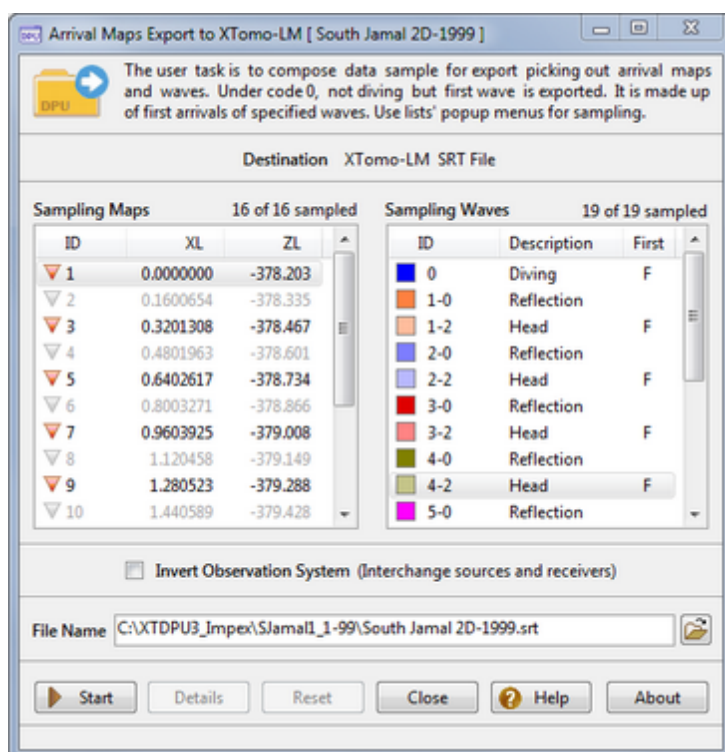 Arrival Maps Export to XTomo-LM [ South Jamal 2D-1999 ]
DPU
The user task is to compose data sample for export picking out arrival maps
and waves. Under code 0, not diving but first wave is exported. It is made up
of first arrivals of specified waves. Use lists' popup menus for sampling.
Destination XTomo-LM SRT File
Sampling Maps 16 of 16 sampled Sampling Waves 19 of 19 sampled
ID XL ZL ID Description First
1 0.0000000 -378.203 0 Diving F
2 0.1600654 -378.335 1-0 Reflection
3 0.3201308 -378.467 1-2 Head F
4 0.4801963 -378.601 2-0 Reflection
5 0.6402617 -378.734 2-2 Head F
6 0.8003271 -378.866 3-0 Reflection
7 0.9603925 -379.008 3-2 Head F
8 1.120458 -379.149 4-0 Reflection
9 1.280523 -379.288 4-2 Head F
10 1.440589 -379.428 5-0 Reflection
Invert Observation System (Interchange sources and receivers)
File Name C:\XTDPU3_Impex\SJamal1_1-99\South Jamal 2D-1999.srt
Start Details Reset Close Help About